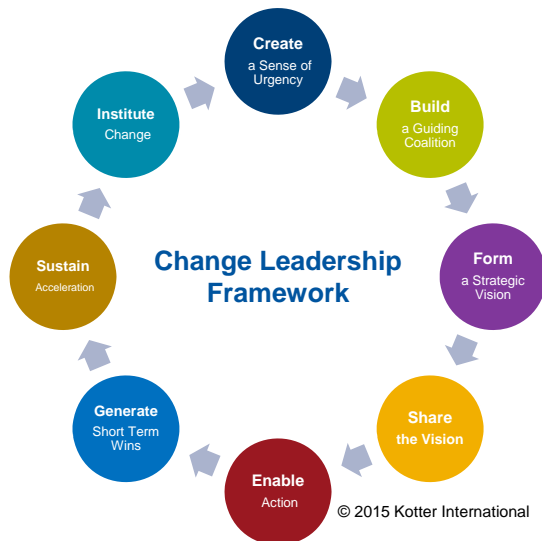 Create
a Sense of
Urgency
Build
a Guiding
Coalition
Form
a Strategic
Vision
Share
the Vision
Enable
Action
Generate
Short Term
Wins
Sustain
Acceleration
Institute
Change
Change Leadership
Framework
© 2015 Kotter International